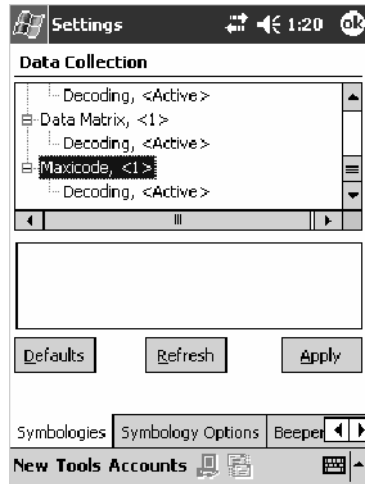 Settings 1:20 ok
Data Collection
Decoding, <Active>
Data Matrix, <1>
Decoding, <Active>
Maxicode, <1>
Decoding, <Active>
Defaults Refresh Apply
Symbologies Symbology Options Beeper
New Tools Accounts